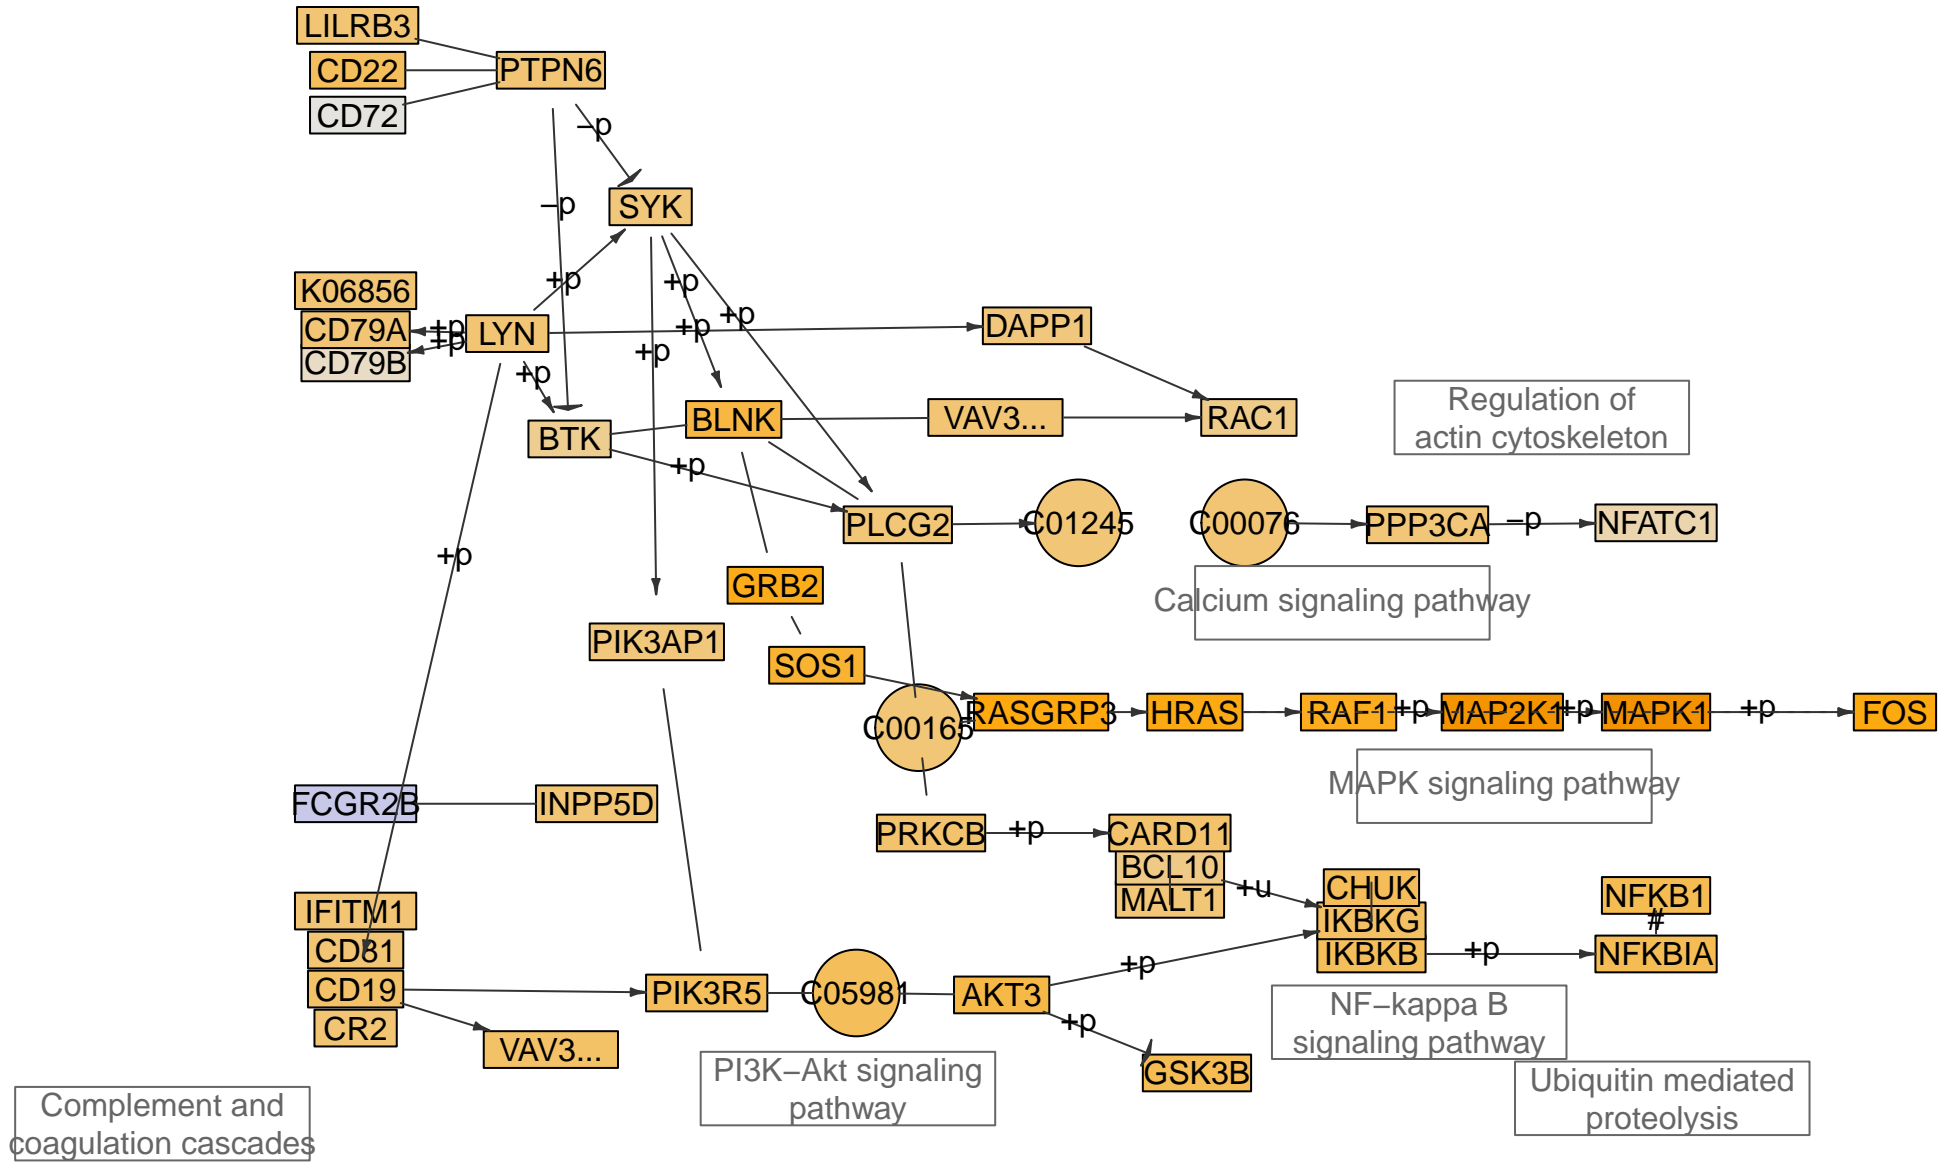 LILRB3
CD22
PTPN6
CD72
–p
SYK
–p
+p
+p
K06856
+p
CD79A
+p
LYN
+p
DAPP1
CD79B
+p
+p
+p
BTK
BLNK
VAV3...
RAC1
Regulation of
actin cytoskeleton
+p
PLCG2
C01245
C00076
PPP3CA
–p
NFATC1
+p
GRB2
Calcium signaling pathway
PIK3AP1
SOS1
C00165
RASGRP3
HRAS
RAF1
+p
MAP2K1
+p
MAPK1
+p
FOS
MAPK signaling pathway
FCGR2B
INPP5D
PRKCB
+p
CARD11
BCL10
MALT1
+u
CHUK
IKBKG
IKBKB
+p
NFKB1
#
NFKBIA
IFITM1
CD81
CD19
CR2
VAV3...
PIK3R5
C05981
AKT3
+p
+p
GSK3B
NF–kappa B
signaling pathway
PI3K–Akt signaling
pathway
Ubiquitin mediated
proteolysis
Complement and
coagulation cascades